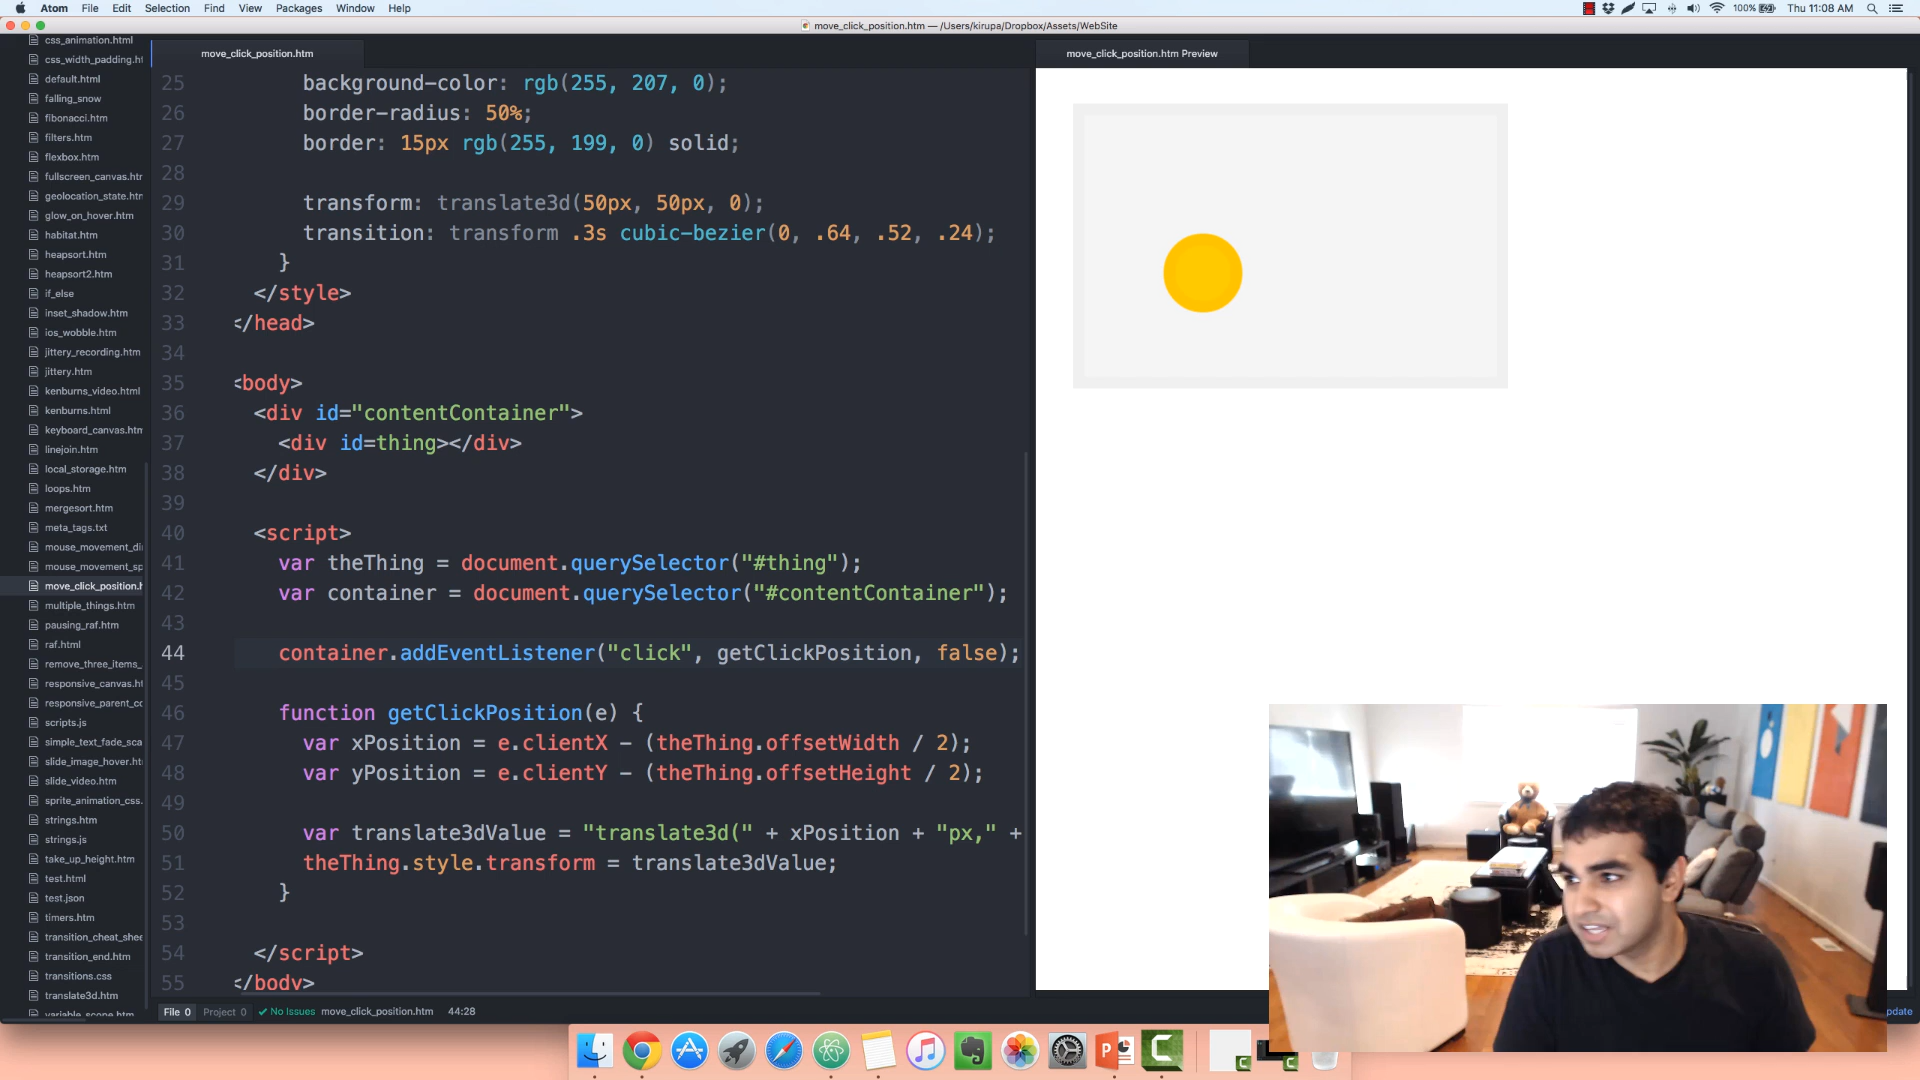 Atom File Edit Selection Find View Packages Window Help
100% Thu 11:08 AM
move_click_position.htm — /Users/kirupa/Dropbox/Assets/WebSite
css_animation.html
css_width_padding.ht
default.html
falling_snow
fibonacci.htm
filters.htm
flexbox.htm
fullscreen_canvas.htm
geolocation_state.htm
glow_on_hover.htm
habitat.htm
heapsort.htm
heapsort2.htm
if_else
inset_shadow.htm
ios_wobble.htm
jittery_recording.htm
jittery.htm
kenburns_video.html
kenburns.html
keyboard_canvas.htm
linejoin.htm
local_storage.htm
loops.htm
mergesort.htm
meta_tags.txt
mouse_movement_di
mouse_movement_sp
move_click_position.h
multiple_things.htm
pausing_raf.htm
raf.html
remove_three_items_
responsive_canvas.ht
responsive_parent_cc
scripts.js
simple_text_fade_sca
slide_image_hover.htm
slide_video.htm
sprite_animation_css.
strings.htm
strings.js
take_up_height.htm
test.html
test.json
timers.htm
transition_cheat_shee
transition_end.htm
transitions.css
translate3d.htm
variable_scope.htm
move_click_position.htm
25 background-color: rgb(255, 207, 0);
26 border-radius: 50%;
27 border: 15px rgb(255, 199, 0) solid;
28
29 transform: translate3d(50px, 50px, 0);
30 transition: transform .3s cubic-bezier(0, .64, .52, .24);
31 }
32 </style>
33 </head>
34
35 <body>
36 <div id="contentContainer">
37 <div id=thing></div>
38 </div>
39
40 <script>
41 var theThing = document.querySelector("#thing");
42 var container = document.querySelector("#contentContainer");
43
44 container.addEventListener("click", getClickPosition, false);
45
46 function getClickPosition(e) {
47 var xPosition = e.clientX - (theThing.offsetWidth / 2);
48 var yPosition = e.clientY - (theThing.offsetHeight / 2);
49
50 var translate3dValue = "translate3d(" + xPosition + "px," +
51 theThing.style.transform = translate3dValue;
52 }
53
54 </script>
55 </body>
File 0 Project 0 No Issues move_click_position.htm 44:28
move_click_position.htm Preview
pdate